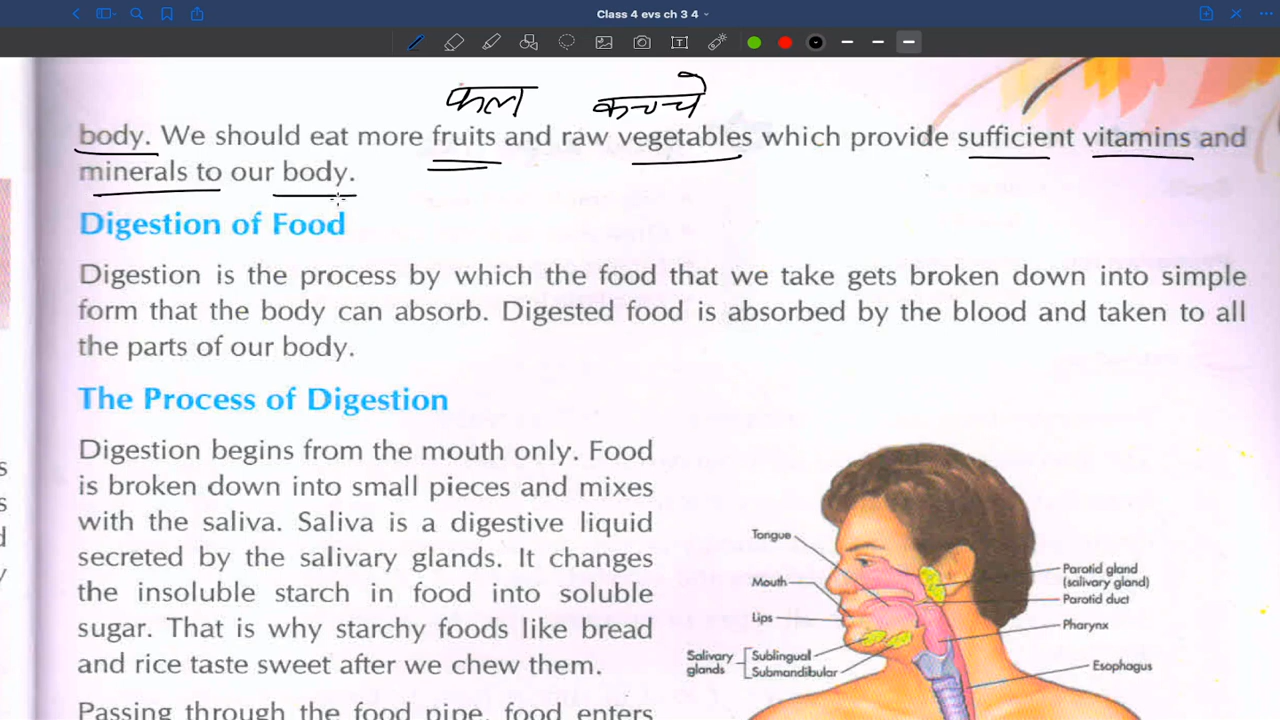 Class 4 evs ch 3 4
फल कच्चे
body. We should eat more fruits and raw vegetables which provide sufficient vitamins and
minerals to our body.
Digestion of Food
Digestion is the process by which the food that we take gets broken down into simple
form that the body can absorb. Digested food is absorbed by the blood and taken to all
the parts of our body.
The Process of Digestion
Digestion begins from the mouth only. Food
is broken down into small pieces and mixes
with the saliva. Saliva is a digestive liquid
secreted by the salivary glands. It changes
the insoluble starch in food into soluble
sugar. That is why starchy foods like bread
and rice taste sweet after we chew them.
Passing through the food pipe, food enters
Tongue
Mouth
Lips
Salivary
glands
Sublingual
Submandibular
Parotid gland
(salivary gland)
Parotid duct
Pharynx
Esophagus